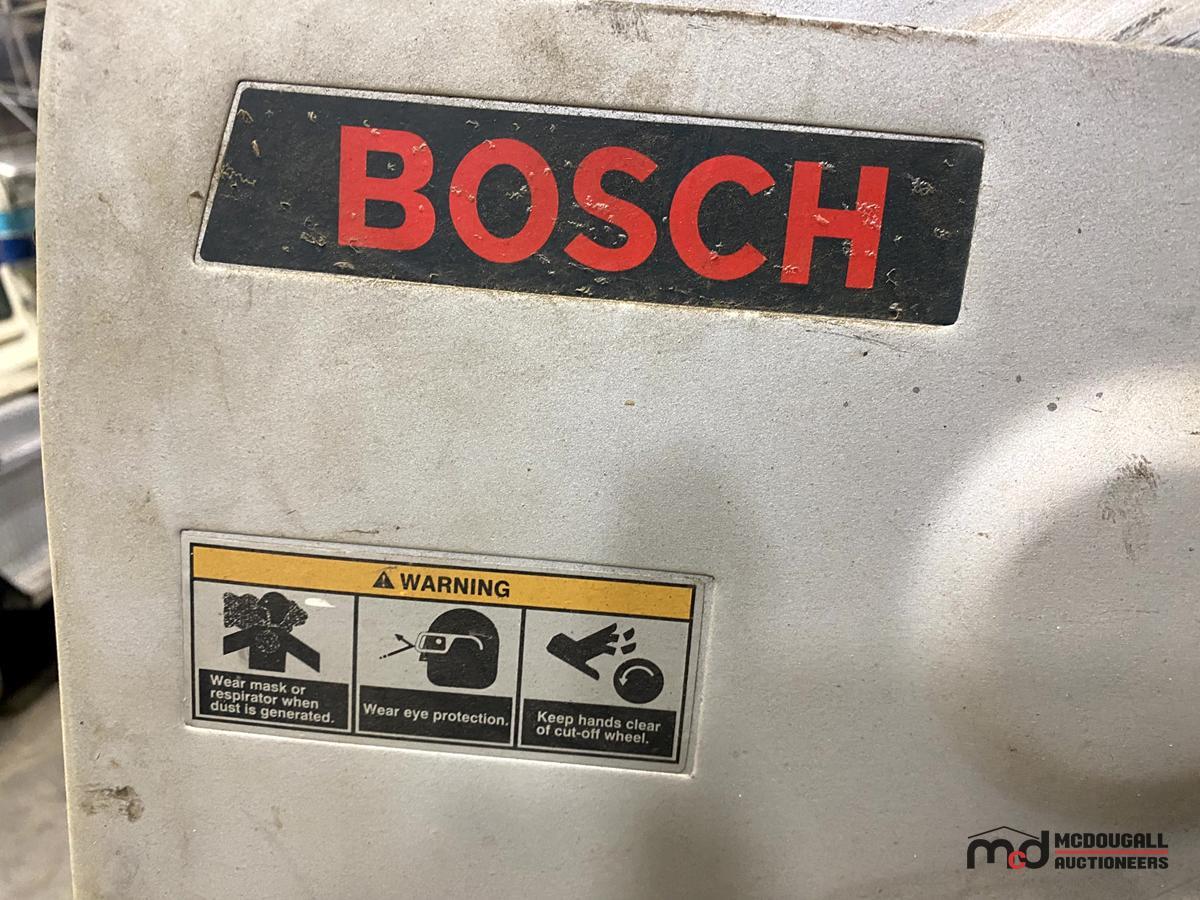 BOSCH
WARNING
Wear mask or
respirator when
dust is generated.
Wear eye protection.
Keep hands clear
of cut-off wheel.
mcd MCDOUGALL
AUCTIONEERS